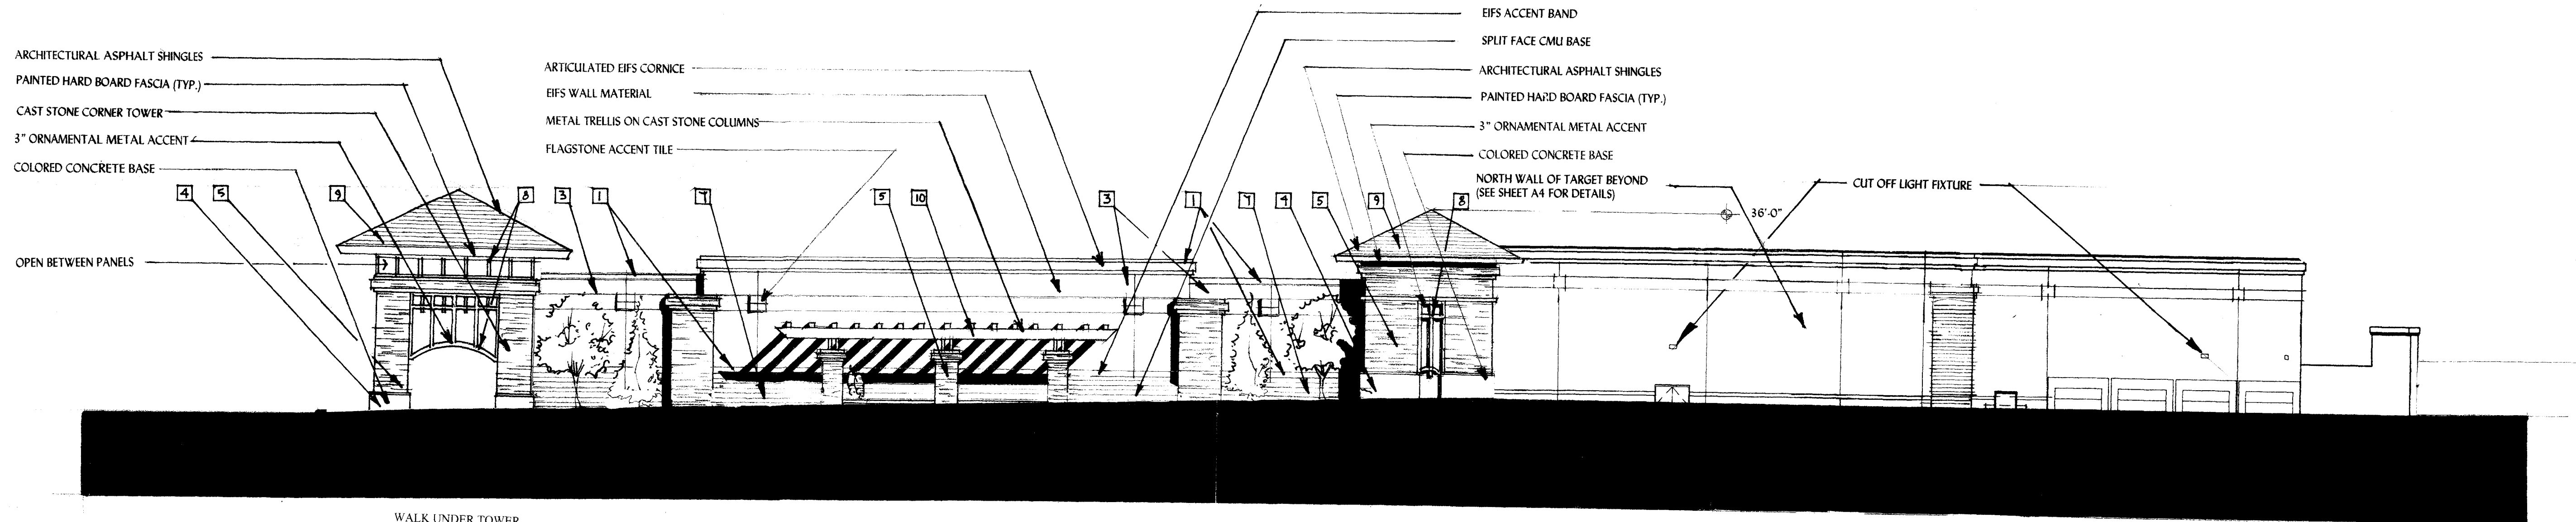 EIFS ACCENT BAND
SPLIT FACE CMU BASE
ARCHITECTURAL ASPHALT SHINGLES
PAINTED HARD BOARD FASCIA (TYP.)
CAST STONE CORNER TOWER
3" ORNAMENTAL METAL ACCENT
COLORED CONCRETE BASE
ARTICULATED EIFS CORNICE
EIFS WALL MATERIAL
METAL TRELLIS ON CAST STONE COLUMNS
FLAGSTONE ACCENT TILE
ARCHITECTURAL ASPHALT SHINGLES
PAINTED HARD BOARD FASCIA (TYP.)
3" ORNAMENTAL METAL ACCENT
COLORED CONCRETE BASE
NORTH WALL OF TARGET BEYOND
(SEE SHEET A4 FOR DETAILS)
CUT OFF LIGHT FIXTURE
4 5 9 8 3 1 7 5 10 3 1 7 4 5 9 8
36'-0"
OPEN BETWEEN PANELS
WALK UNDER TOWER